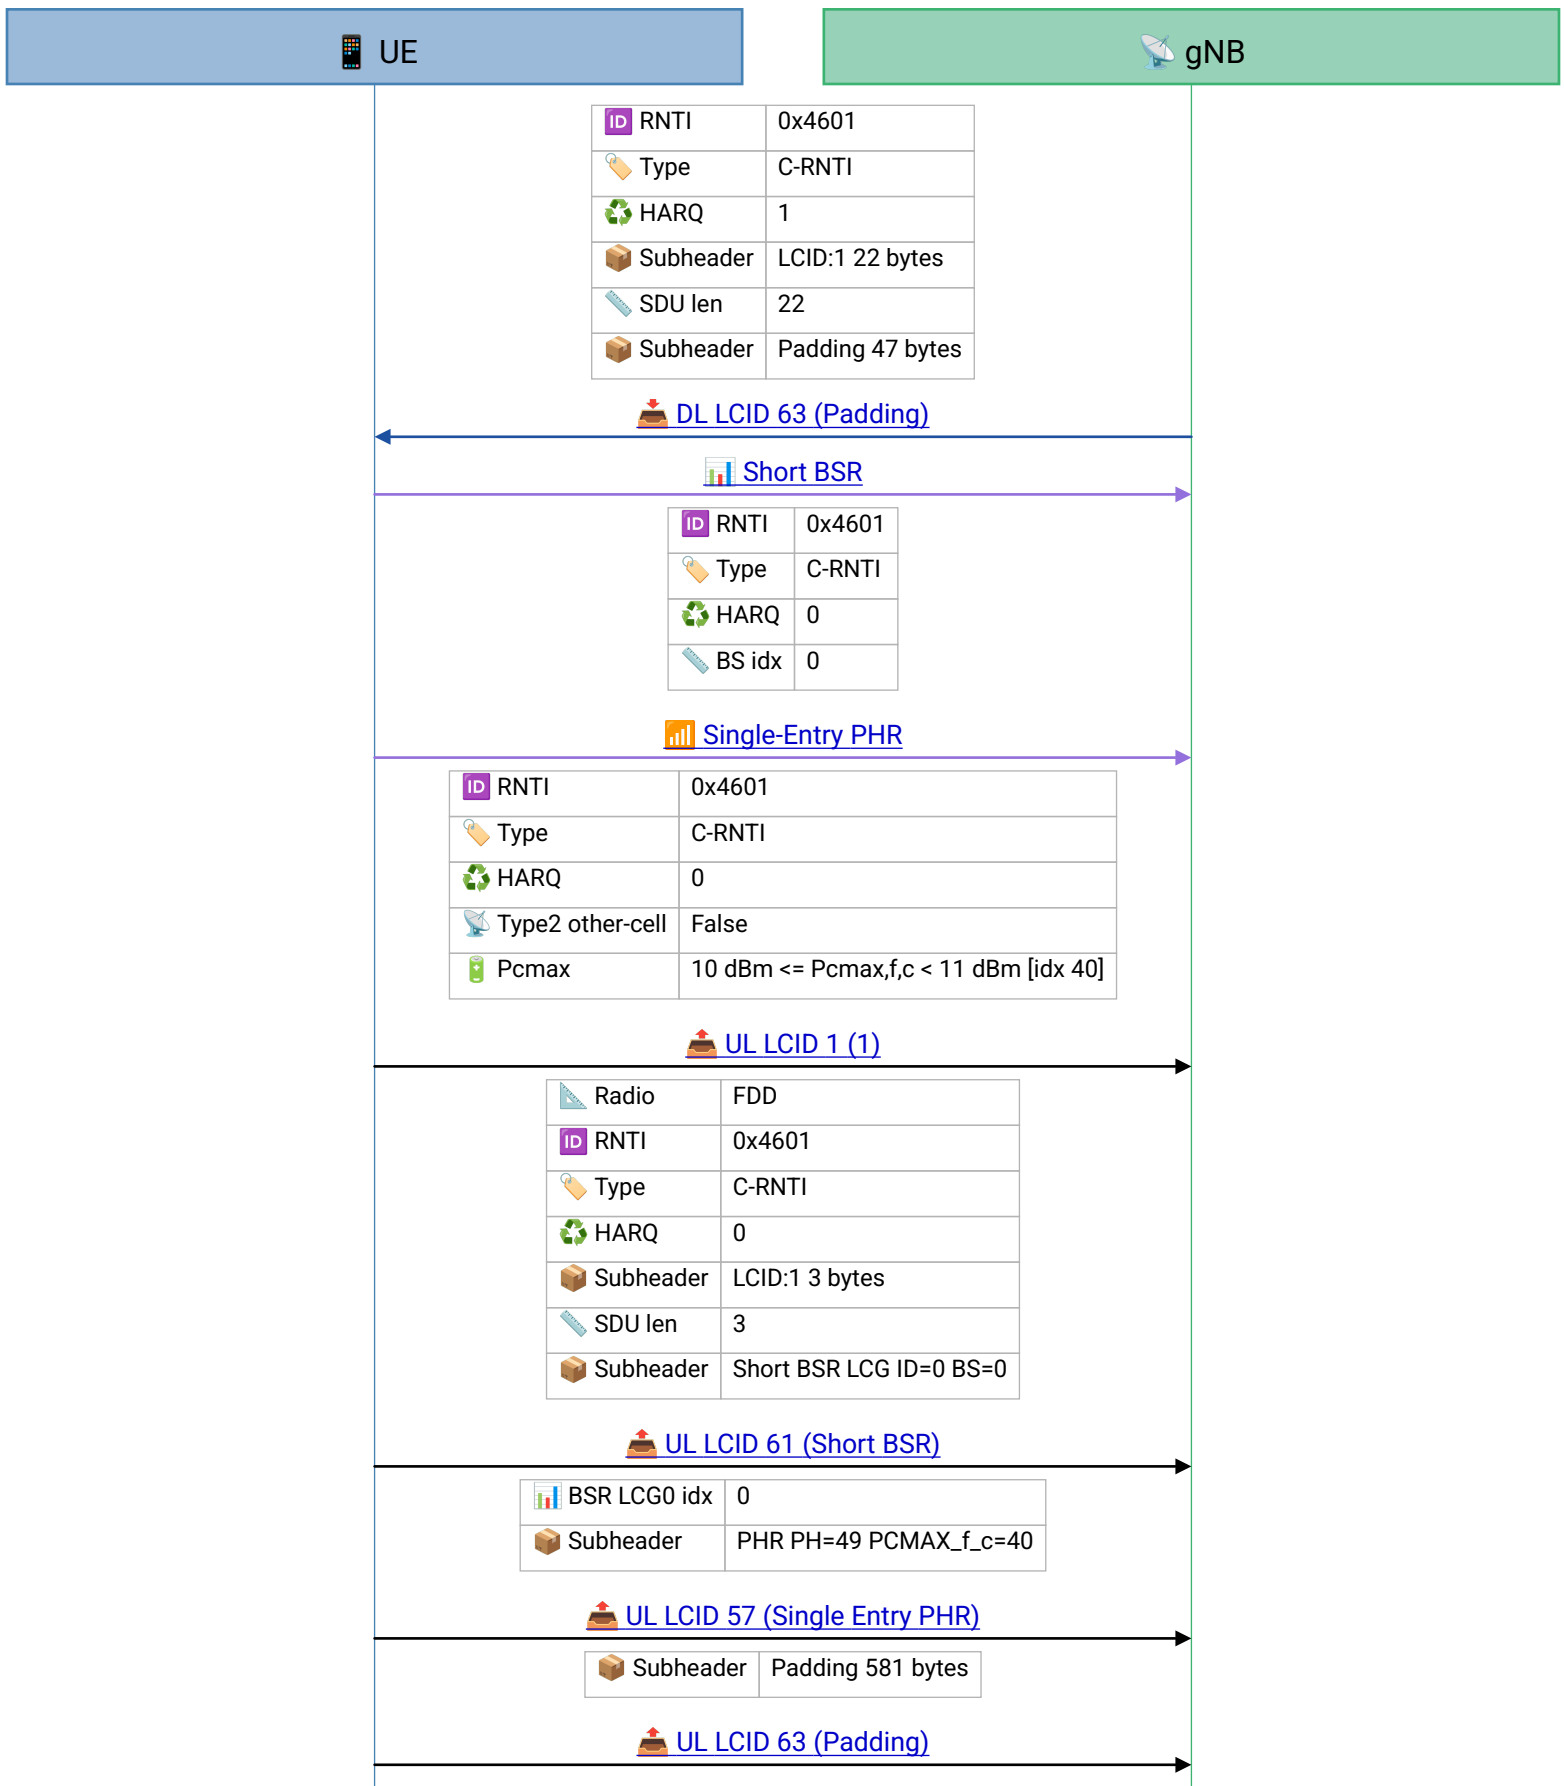 📱 UE
📡 gNB
🆔 RNTI 0x4601
🏷️ Type C-RNTI
♻️ HARQ 1
📦 Subheader LCID:1 22 bytes
📏 SDU len 22
📦 Subheader Padding 47 bytes
📥 DL LCID 63 (Padding)
📊 Short BSR
🆔 RNTI 0x4601
🏷️ Type C-RNTI
♻️ HARQ 0
📏 BS idx 0
📶 Single-Entry PHR
🆔 RNTI 0x4601
🏷️ Type C-RNTI
♻️ HARQ 0
📡 Type2 other-cell False
🔋 Pcmax 10 dBm <= Pcmax,f,c < 11 dBm [idx 40]
📤 UL LCID 1 (1)
📐 Radio FDD
🆔 RNTI 0x4601
🏷️ Type C-RNTI
♻️ HARQ 0
📦 Subheader LCID:1 3 bytes
📏 SDU len 3
📦 Subheader Short BSR LCG ID=0 BS=0
📤 UL LCID 61 (Short BSR)
📊 BSR LCG0 idx 0
📦 Subheader PHR PH=49 PCMAX_f_c=40
📤 UL LCID 57 (Single Entry PHR)
📦 Subheader Padding 581 bytes
📤 UL LCID 63 (Padding)